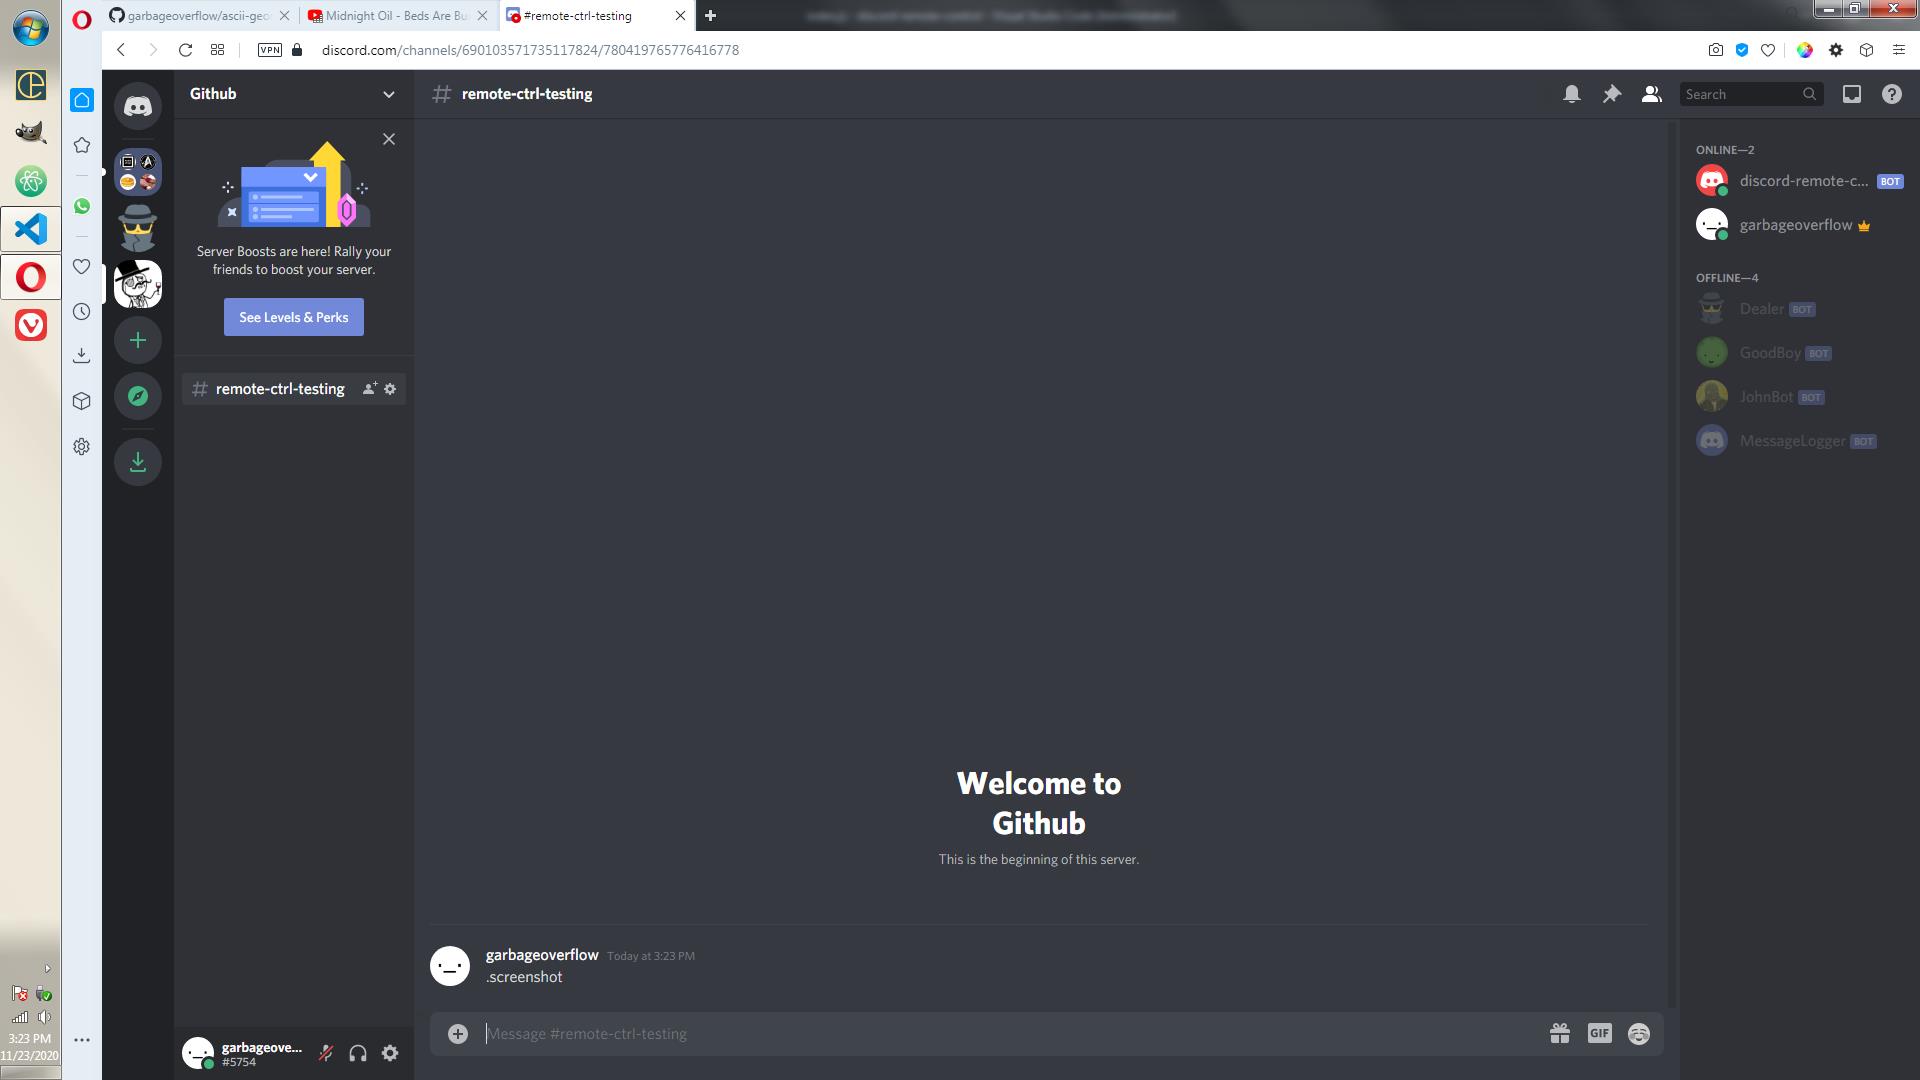 garbageoverflow/ascii-geo
Midnight Oil - Beds Are Bu
#remote-ctrl-testing
VPN
discord.com/channels/690103571735117824/780419765776416778
Github
remote-ctrl-testing
Search
Server Boosts are here! Rally your
friends to boost your server.
See Levels & Perks
remote-ctrl-testing
ONLINE—2
discord-remote-c... BOT
garbageoverflow
OFFLINE—4
Dealer BOT
GoodBoy BOT
JohnBot BOT
MessageLogger BOT
Welcome to
Github
This is the beginning of this server.
garbageoverflow Today at 3:23 PM
.screenshot
Message #remote-ctrl-testing
GIF
garbageove...
#5754
3:23 PM
11/23/2020